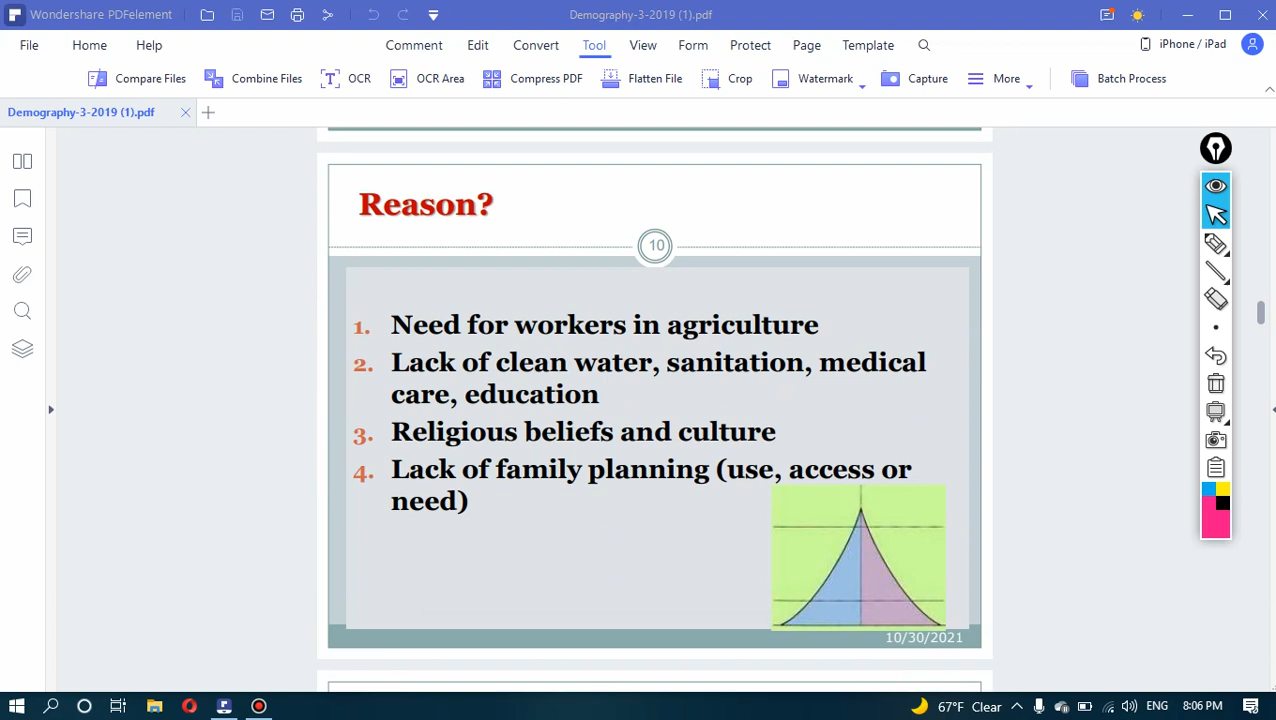 Wondershare PDFelement
Demography-3-2019 (1).pdf
File Home Help Comment Edit Convert Tool View Form Protect Page Template iPhone / iPad
Compare Files Combine Files OCR OCR Area Compress PDF Flatten File Crop Watermark Capture More Batch Process
Demography-3-2019 (1).pdf
Reason?
10
1. Need for workers in agriculture
2. Lack of clean water, sanitation, medical
care, education
3. Religious beliefs and culture
4. Lack of family planning (use, access or
need)
10/30/2021
67°F Clear ENG 8:06 PM